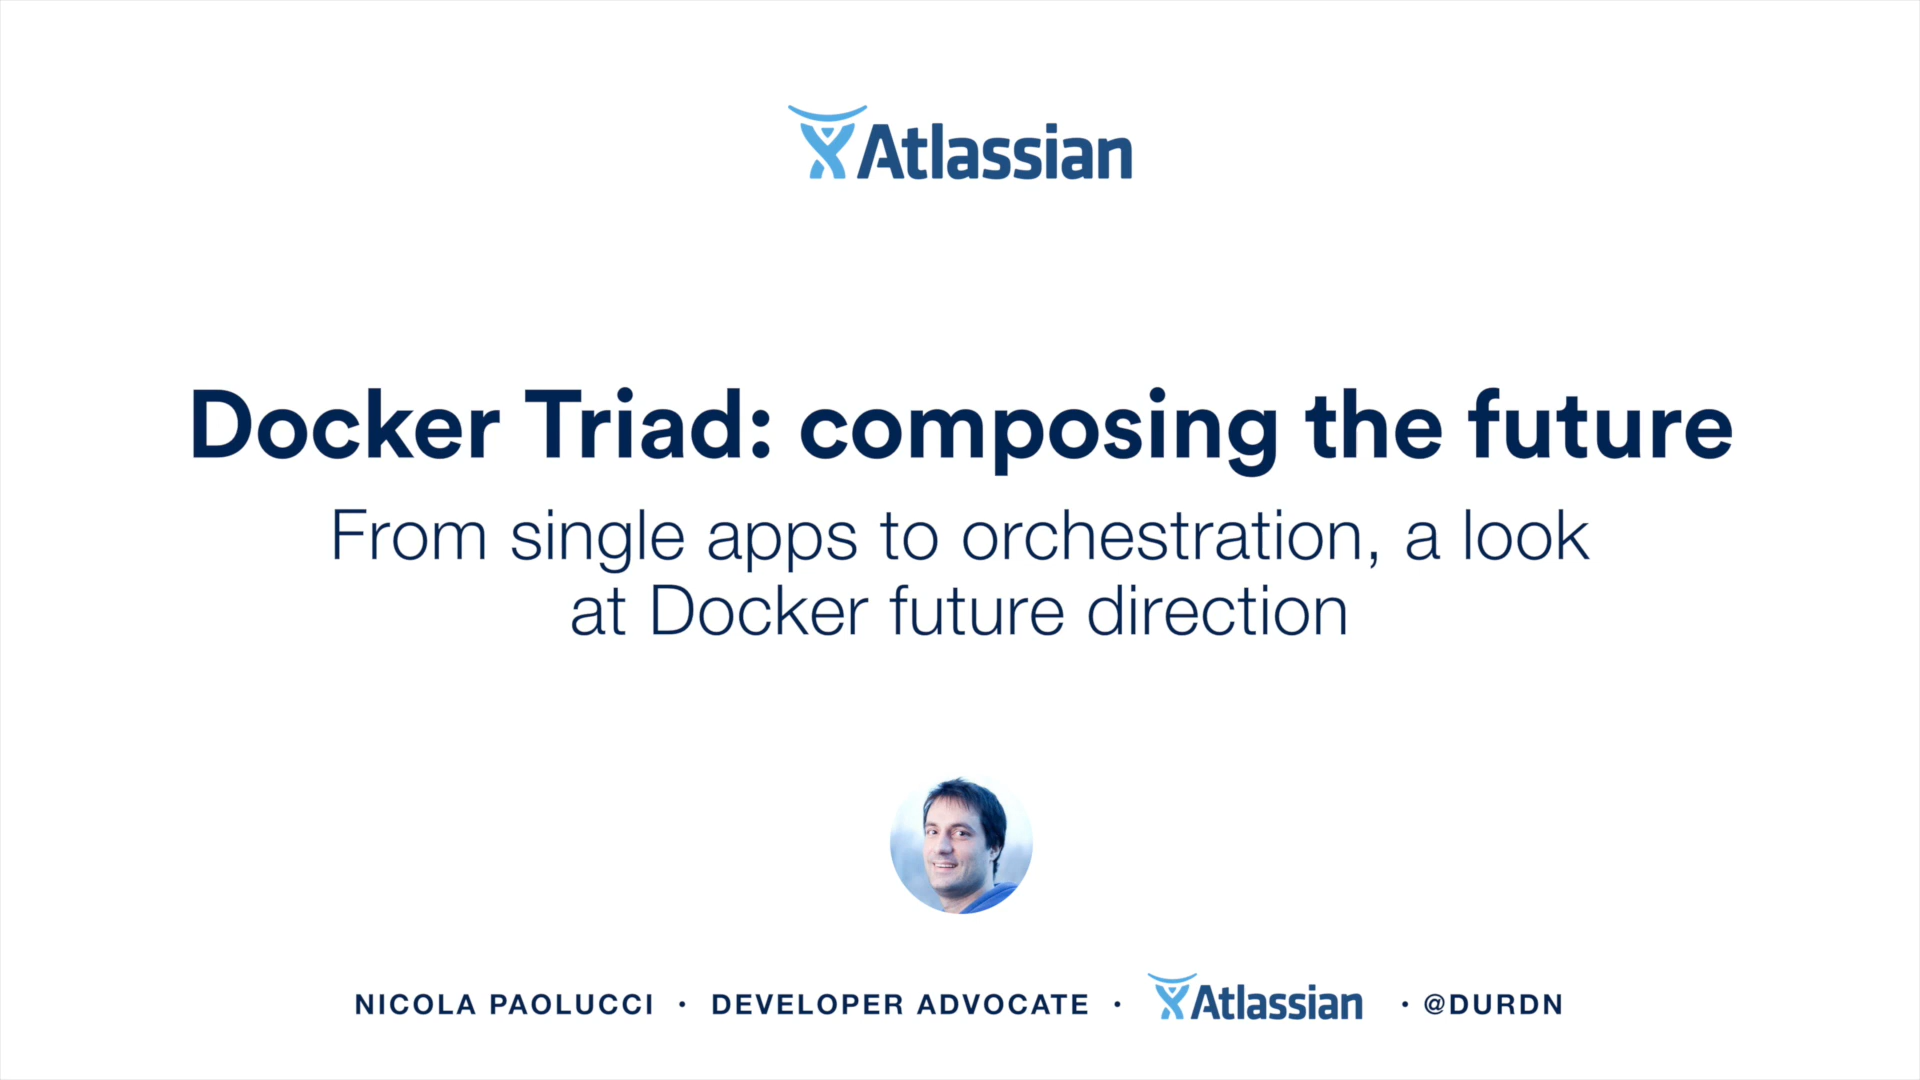 Atlassian
Docker Triad: composing the future
From single apps to orchestration, a look
at Docker future direction
NICOLA PAOLUCCI • DEVELOPER ADVOCATE • Atlassian • @DURDN